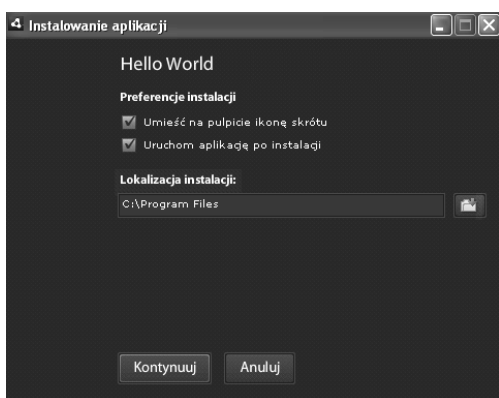 Instalowanie aplikacji
Hello World
Preferencje instalacji
Umieść na pulpicie ikonę skrótu
Uruchom aplikację po instalacji
Lokalizacja instalacji:
C:\Program Files
Kontynuuj
Anuluj